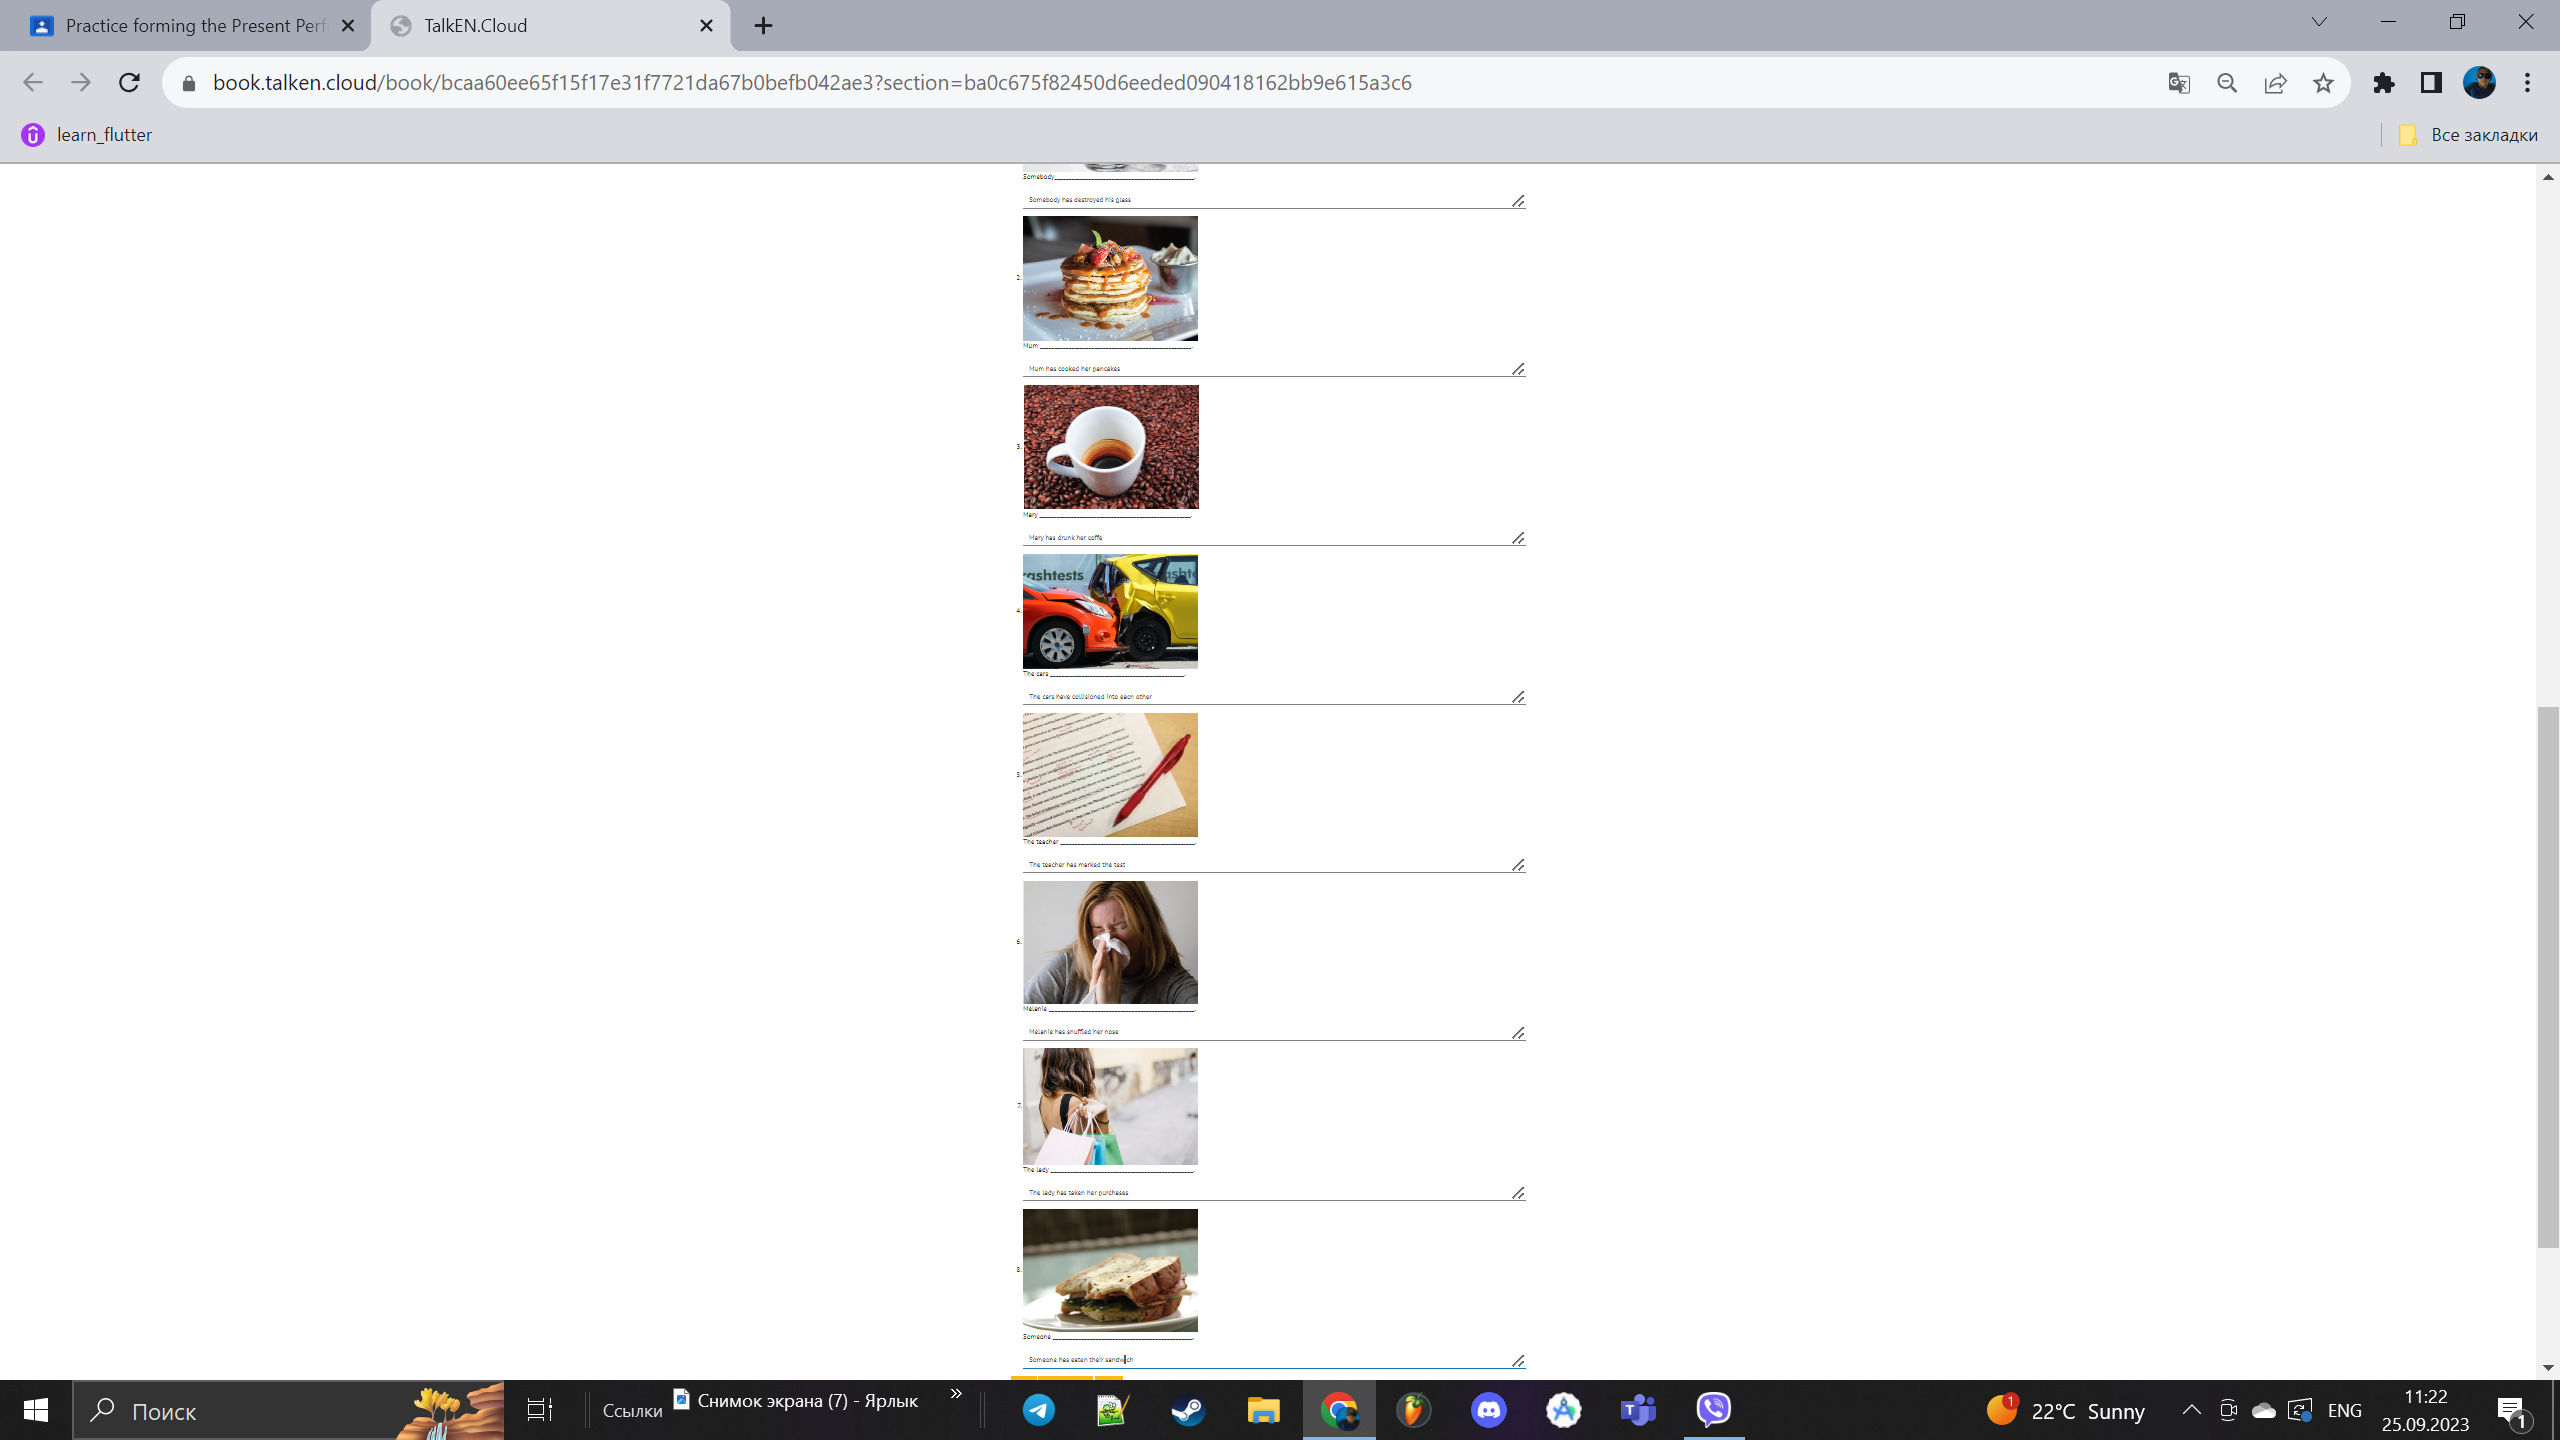 Practice forming the Present Perf
TalkEN.Cloud
book.talken.cloud/book/bcaa60ee65f15f17e31f7721da67b0befb042ae3?section=ba0c675f82450d6eeded090418162bb9e615a3c6
learn_flutter
Все закладки
Somebody
Somebody has destroyed his glass
2.
Mum
Mum has cooked her pancakes
3.
Mary
Mary has drunk her coffe
rashtests
ashte
4.
The cars
The cars have collisioned into each other
5.
The teacher
The teacher has marked the test
6.
Melanie
Melanie has snuffled her nose
7.
The lady
The lady has taken her purchases
8.
Someone
Someone has eaten their sandwich
Поиск
Ссылки
Снимок экрана (7) - Ярлык
1
22°C Sunny
ENG
11:22
25.09.2023
1